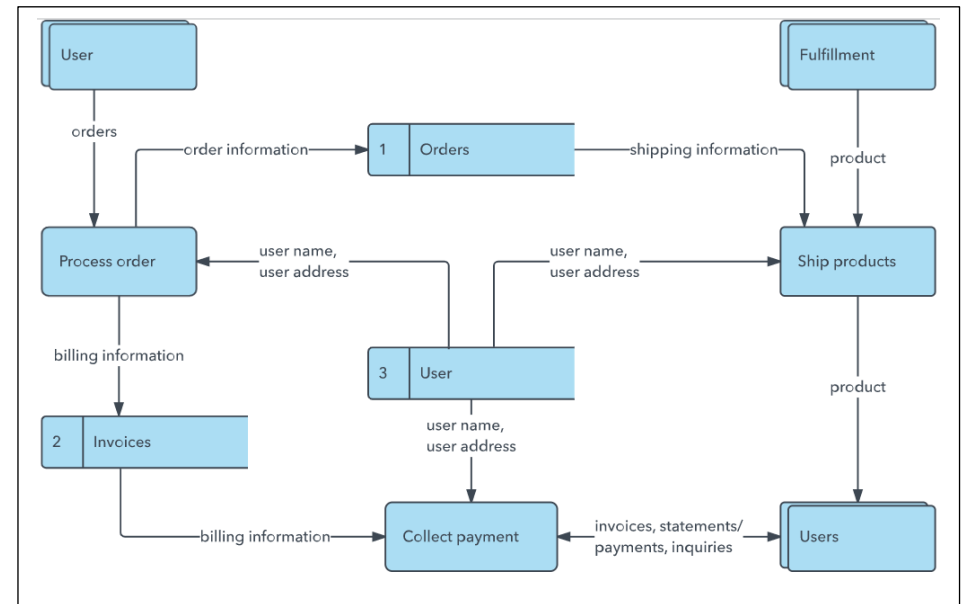 User
Fulfillment
orders
order information
1 Orders
shipping information
product
Process order
user name,
user address
user name,
user address
Ship products
billing information
3 User
product
2 Invoices
user name,
user address
billing information
Collect payment
invoices, statements/
payments, inquiries
Users